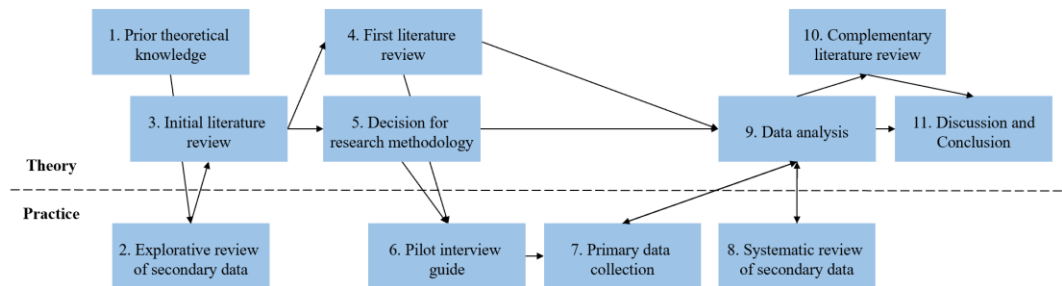 1. Prior theoretical
knowledge
4. First literature
review
10. Complementary
literature review
3. Initial literature
review
5. Decision for
research methodology
9. Data analysis
11. Discussion and
Conclusion
Theory
Practice
2. Explorative review
of secondary data
6. Pilot interview
guide
7. Primary data
collection
8. Systematic review
of secondary data